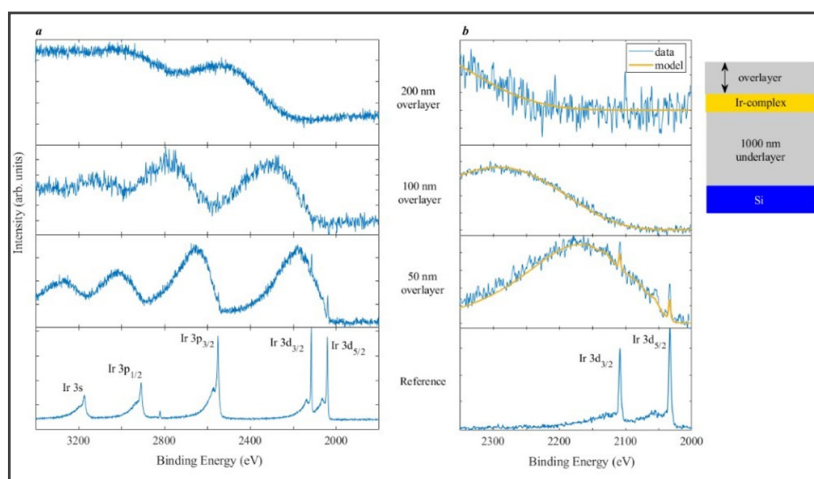 a
b
Intensity (arb. units)
200 nm
overlayer
100 nm
overlayer
50 nm
overlayer
Reference
Ir 3s
Ir 3p1/2
Ir 3p3/2
Ir 3d3/2
Ir 3d5/2
3200
2800
2400
2000
Binding Energy (eV)
data
model
Ir 3d3/2
Ir 3d5/2
2300
2200
2100
2000
Binding Energy (eV)
overlayer
Ir-complex
1000 nm
underlayer
Si